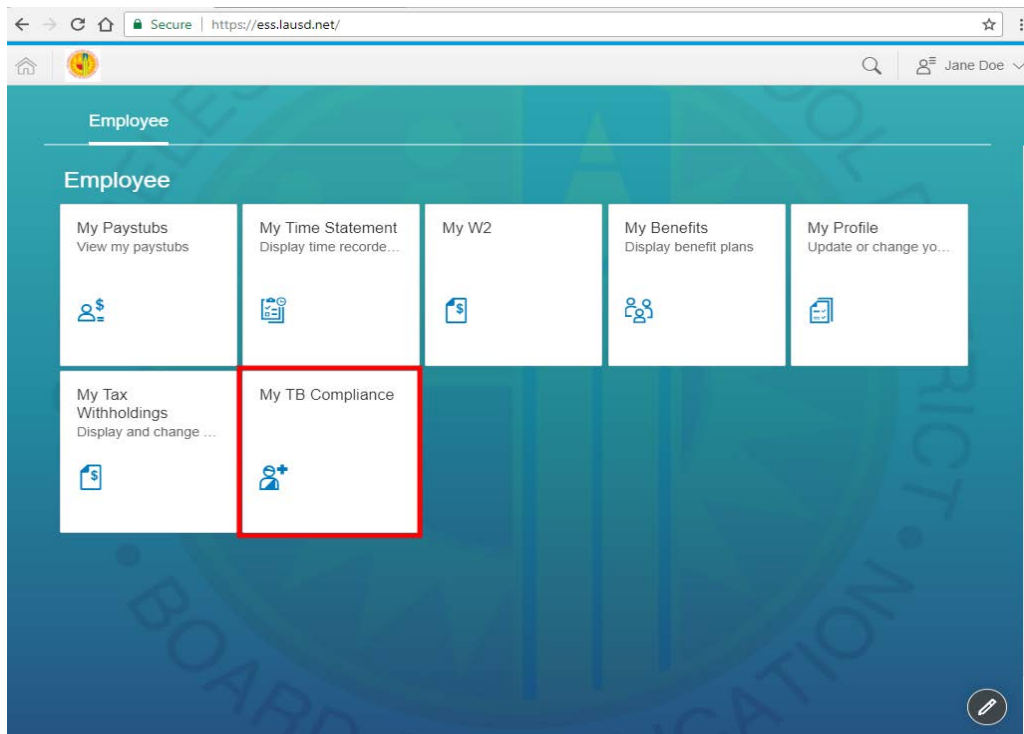 Secure | https://ess.lausd.net/
Jane Doe
Employee
Employee
My Paystubs
View my paystubs
My Time Statement
Display time recorde...
My W2
My Benefits
Display benefit plans
My Profile
Update or change yo...
My Tax
Withholdings
Display and change ...
My TB Compliance
BOARD